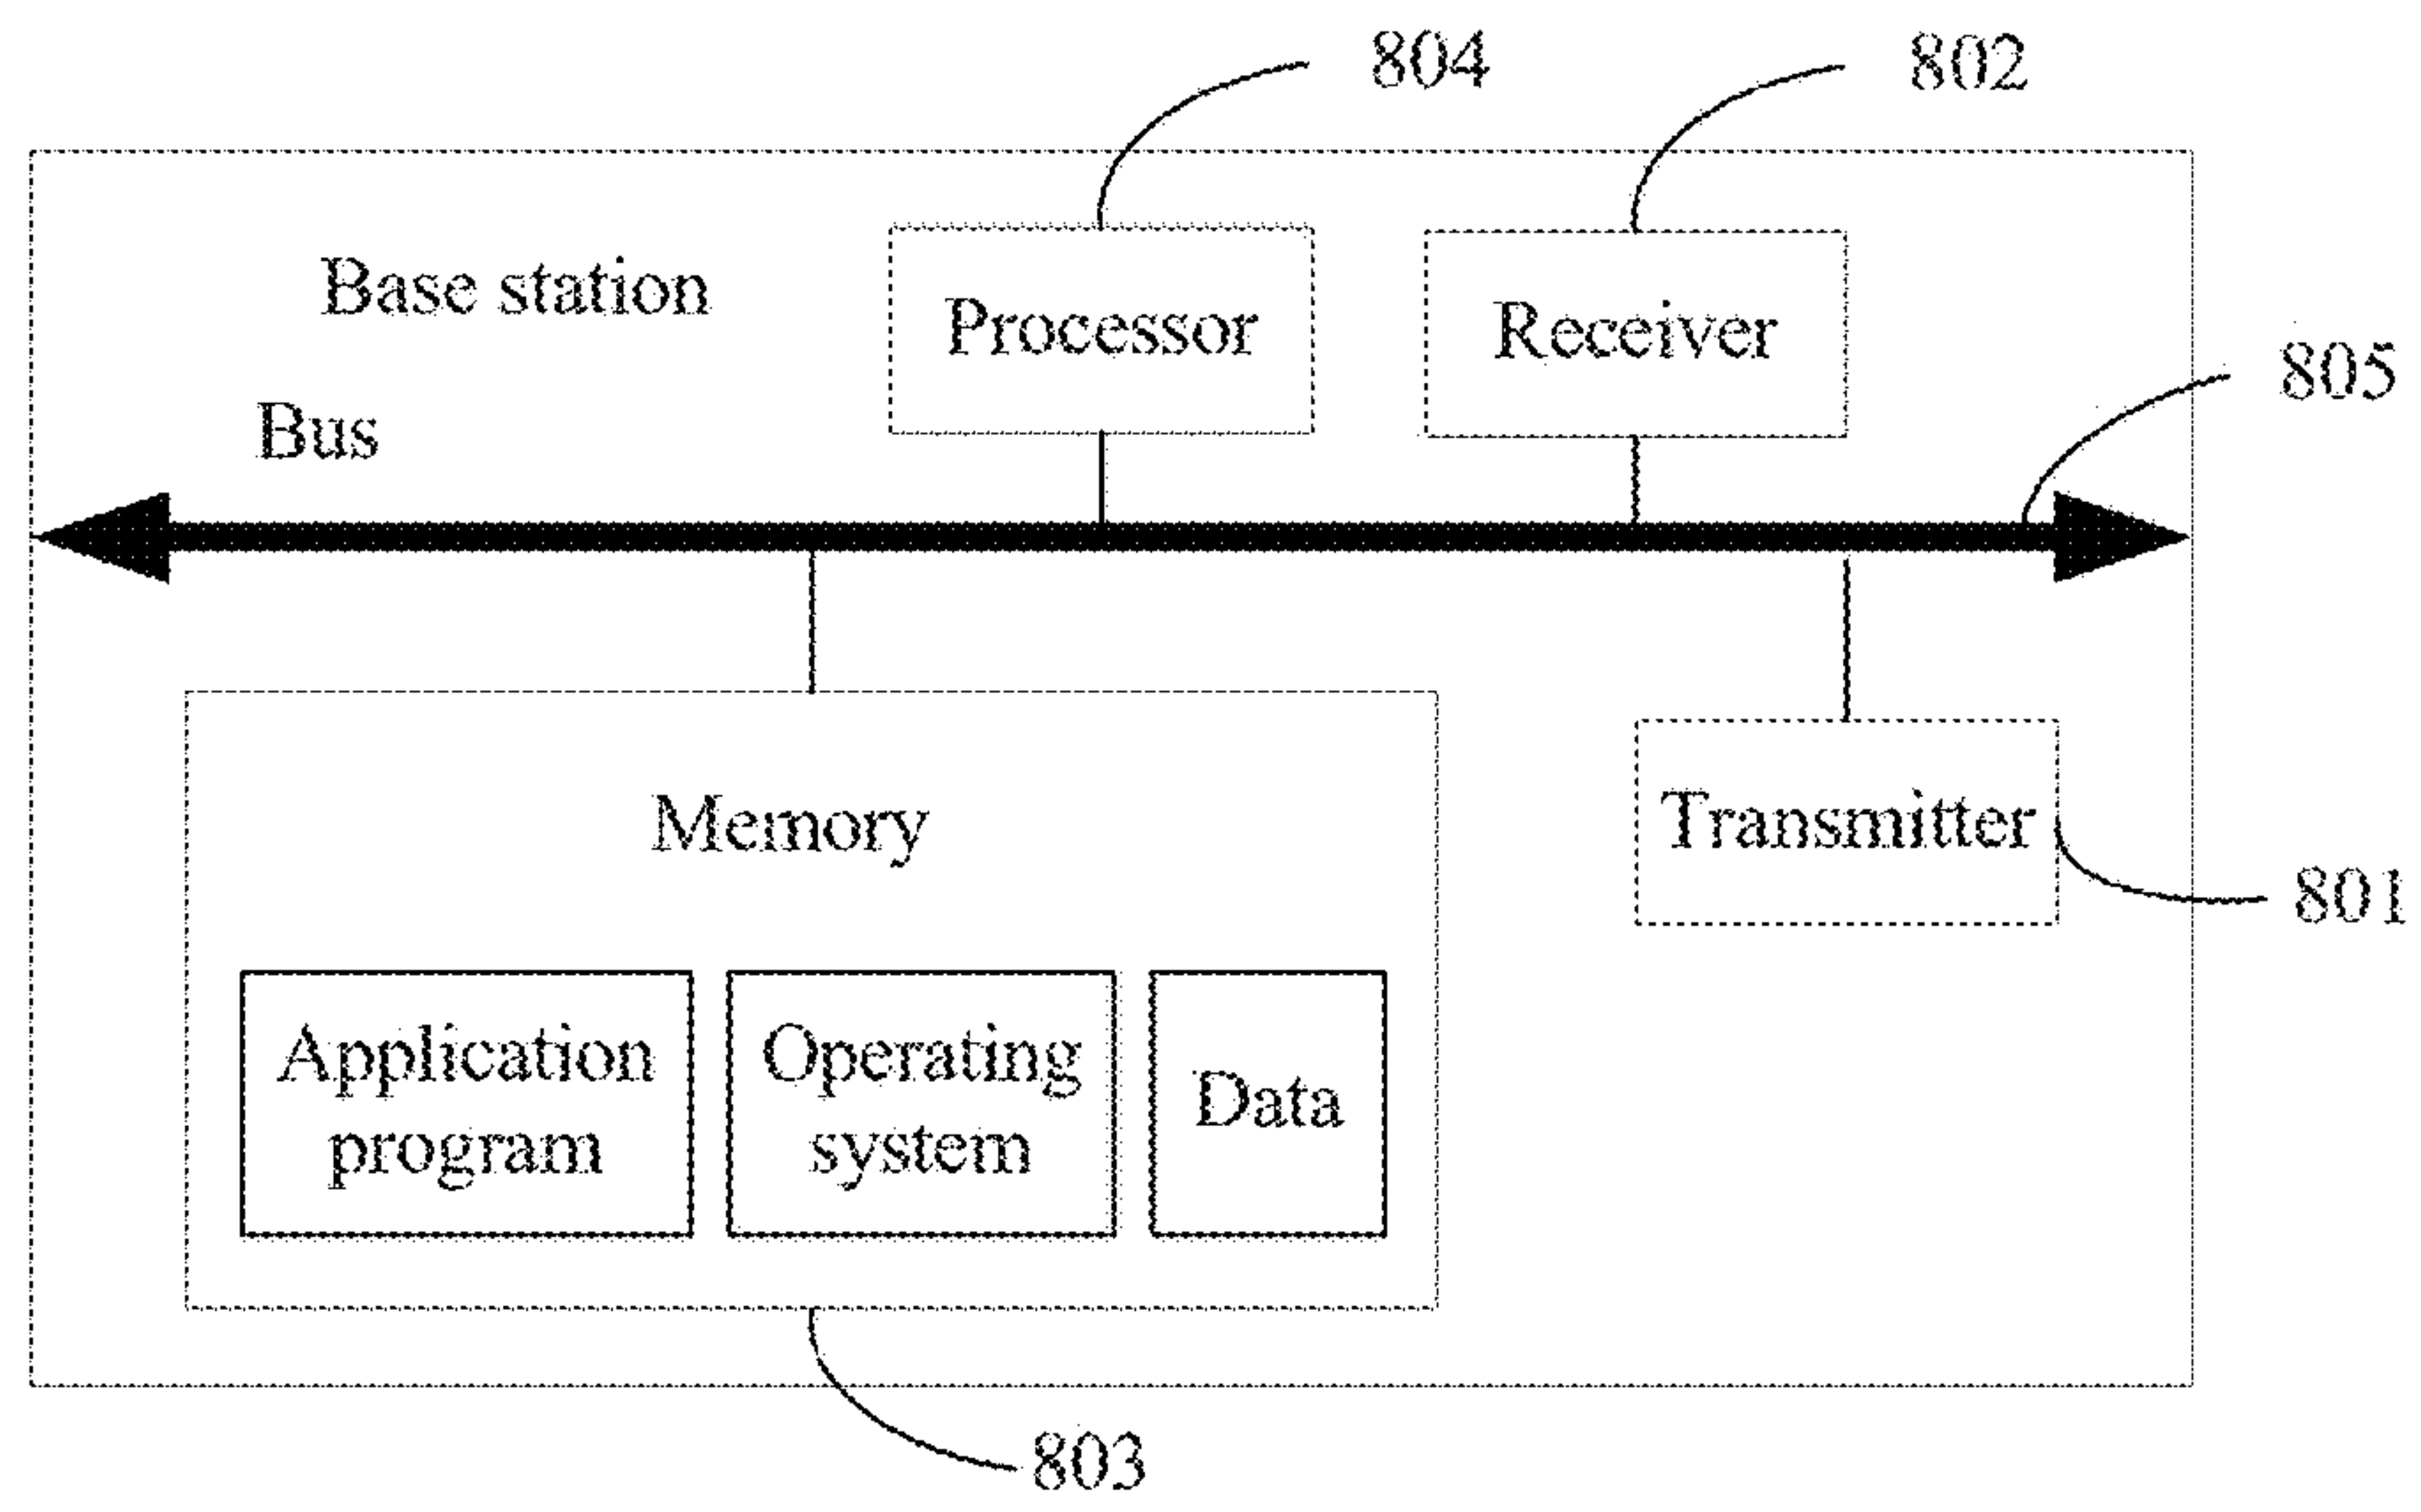 804
802
Base station
Processor
Receiver
805
Bus
Memory
Transmitter
801
Application
program
Operating
system
Data
803